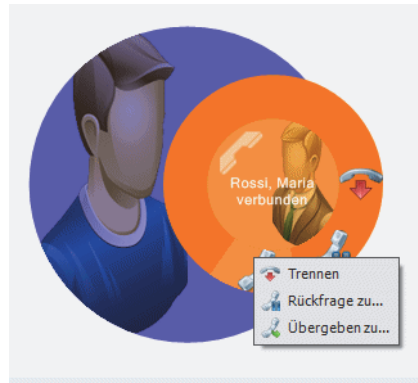 Rossi, Maria
verbunden
Trennen
Rückfrage zu...
Übergeben zu...